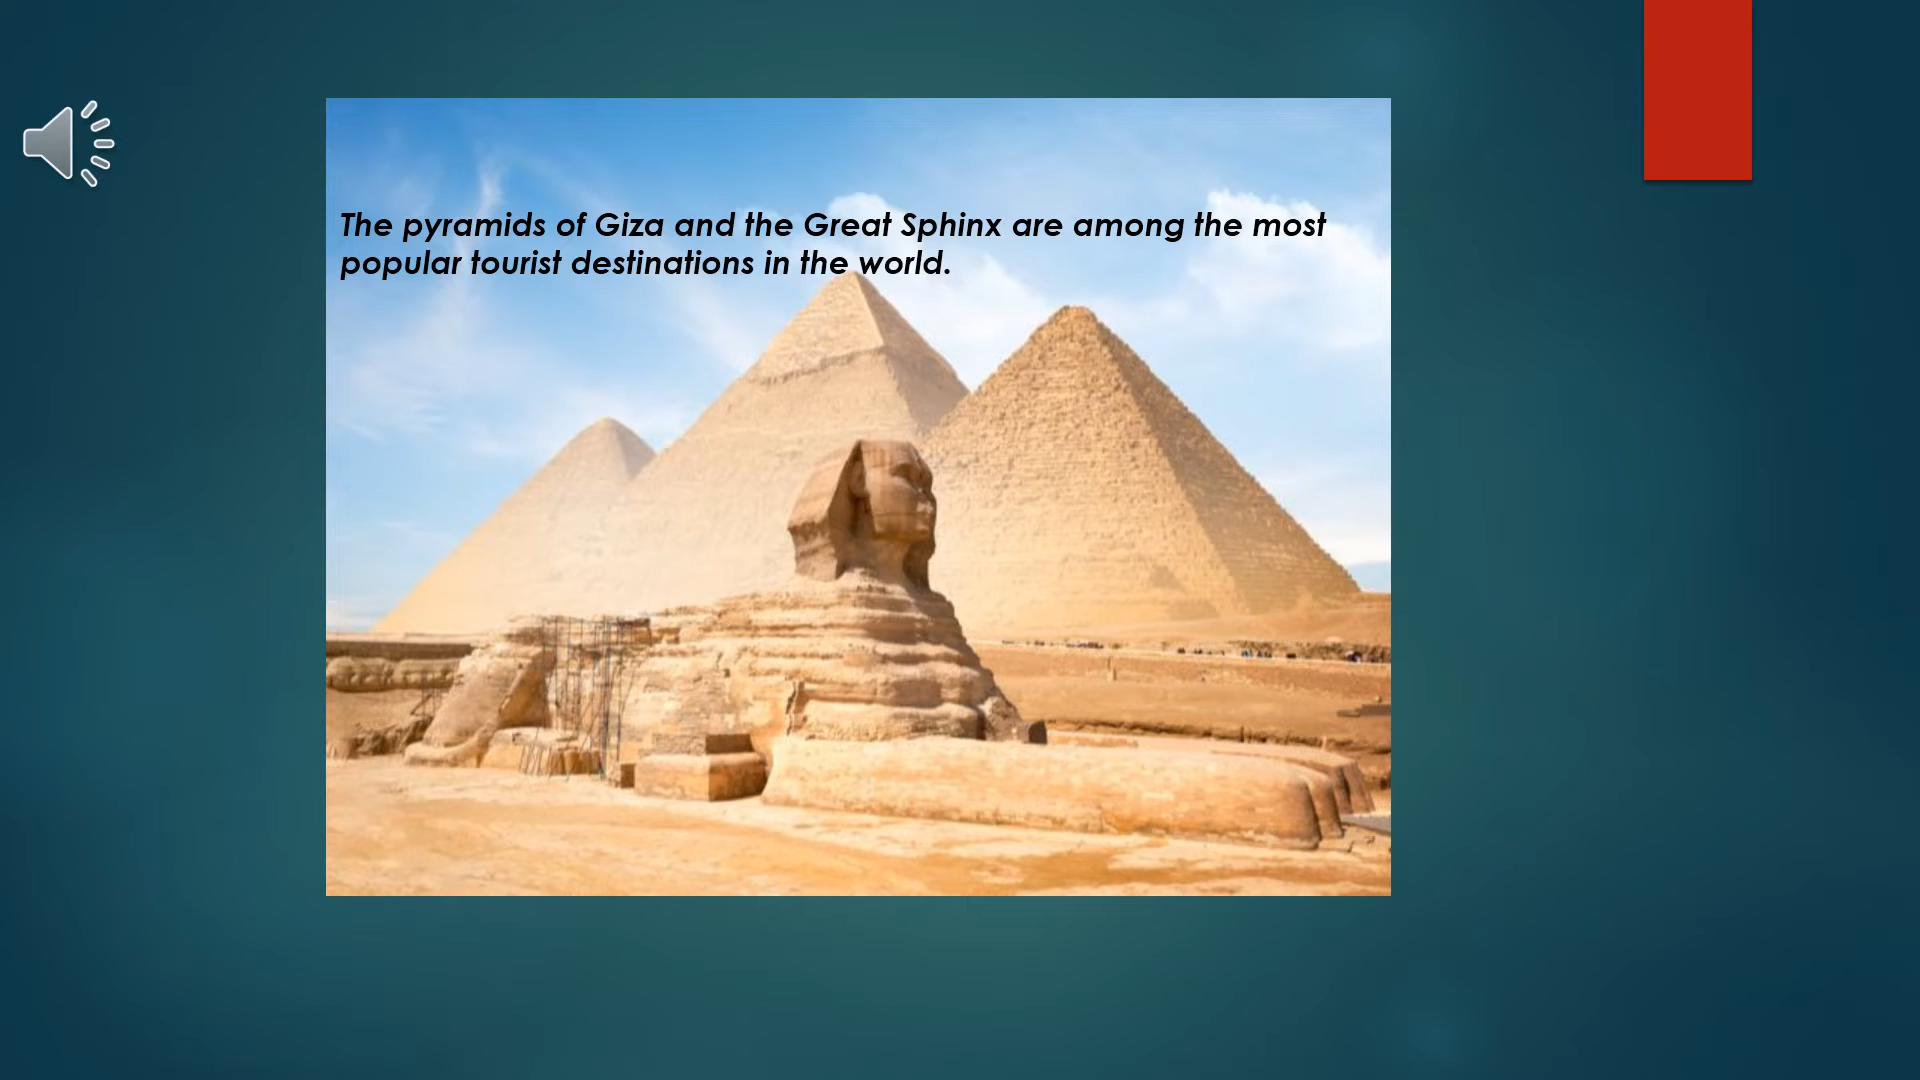 The pyramids of Giza and the Great Sphinx are among the most
popular tourist destinations in the world.